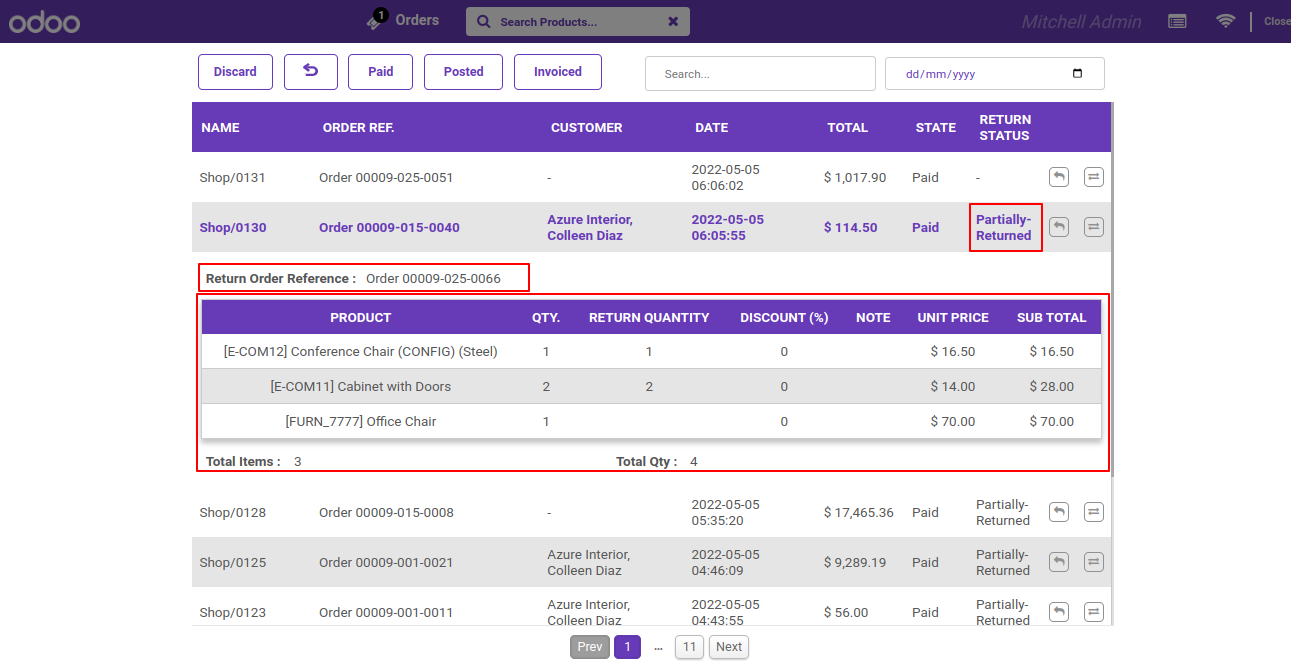 odoo 1 Orders Search Products... Mitchell Admin Close
Discard Paid Posted Invoiced Search... dd/mm/yyyy
NAME ORDER REF. CUSTOMER DATE TOTAL STATE RETURN
STATUS
Shop/0131 Order 00009-025-0051 - 2022-05-05
06:06:02 $ 1,017.90 Paid -
Shop/0130 Order 00009-015-0040 Azure Interior,
Colleen Diaz 2022-05-05
06:05:55 $ 114.50 Paid Partially-
Returned
Return Order Reference : Order 00009-025-0066
PRODUCT QTY. RETURN QUANTITY DISCOUNT (%) NOTE UNIT PRICE SUB TOTAL
[E-COM12] Conference Chair (CONFIG) (Steel) 1 1 0 $ 16.50 $ 16.50
[E-COM11] Cabinet with Doors 2 2 0 $ 14.00 $ 28.00
[FURN_7777] Office Chair 1 0 $ 70.00 $ 70.00
Total Items : 3 Total Qty : 4
Shop/0128 Order 00009-015-0008 - 2022-05-05
05:35:20 $ 17,465.36 Paid Partially-
Returned
Shop/0125 Order 00009-001-0021 Azure Interior,
Colleen Diaz 2022-05-05
04:46:09 $ 9,289.19 Paid Partially-
Returned
Shop/0123 Order 00009-001-0011 Azure Interior,
Colleen Diaz 2022-05-05
04:43:55 $ 56.00 Paid Partially-
Returned
Prev 1 ... 11 Next